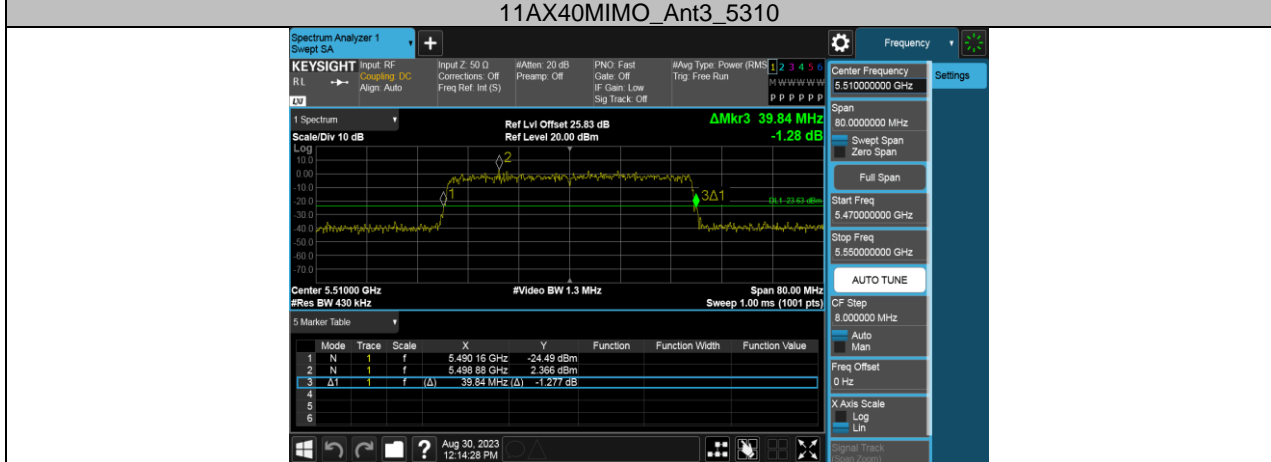 11AX40MIMO_Ant3_5310
Spectrum Analyzer 1
Swept SA
Frequency
KEYSIGHT
RL
LXI
Input: RF
Coupling: DC
Align: Auto
Input Z: 50 Ω
Corrections: Off
Freq Ref: Int (S)
#Atten: 20 dB
Preamp: Off
PNO: Fast
Gate: Off
IF Gain: Low
Sig Track: Off
#Avg Type: Power (RMS
Trig: Free Run
1 2 3 4 5 6
M W W W W W
P P P P P P
Center Frequency
5.510000000 GHz
Settings
Span
80.0000000 MHz
Swept Span
Zero Span
Full Span
Start Freq
5.470000000 GHz
Stop Freq
5.550000000 GHz
AUTO TUNE
CF Step
8.000000 MHz
Auto
Man
Freq Offset
0 Hz
X Axis Scale
Log
Lin
Signal Track
(Span Zoom)
1 Spectrum
Scale/Div 10 dB
Ref Lvl Offset 25.83 dB
Ref Level 20.00 dBm
ΔMkr3 39.84 MHz
-1.28 dB
Log
10.0
0.00
-10.0
-20.0
-30.0
-40.0
-50.0
-60.0
-70.0
1
2
3Δ1
DL1 -23.63 dBm
Center 5.51000 GHz
#Res BW 430 kHz
#Video BW 1.3 MHz
Span 80.00 MHz
Sweep 1.00 ms (1001 pts)
5 Marker Table
Mode Trace Scale X Y Function Function Width Function Value
1 N 1 f 5.490 16 GHz -24.49 dBm
2 N 1 f 5.498 88 GHz 2.366 dBm
3 Δ1 1 f (Δ) 39.84 MHz (Δ) -1.277 dB
4
5
6
?
Aug 30, 2023
12:14:28 PM